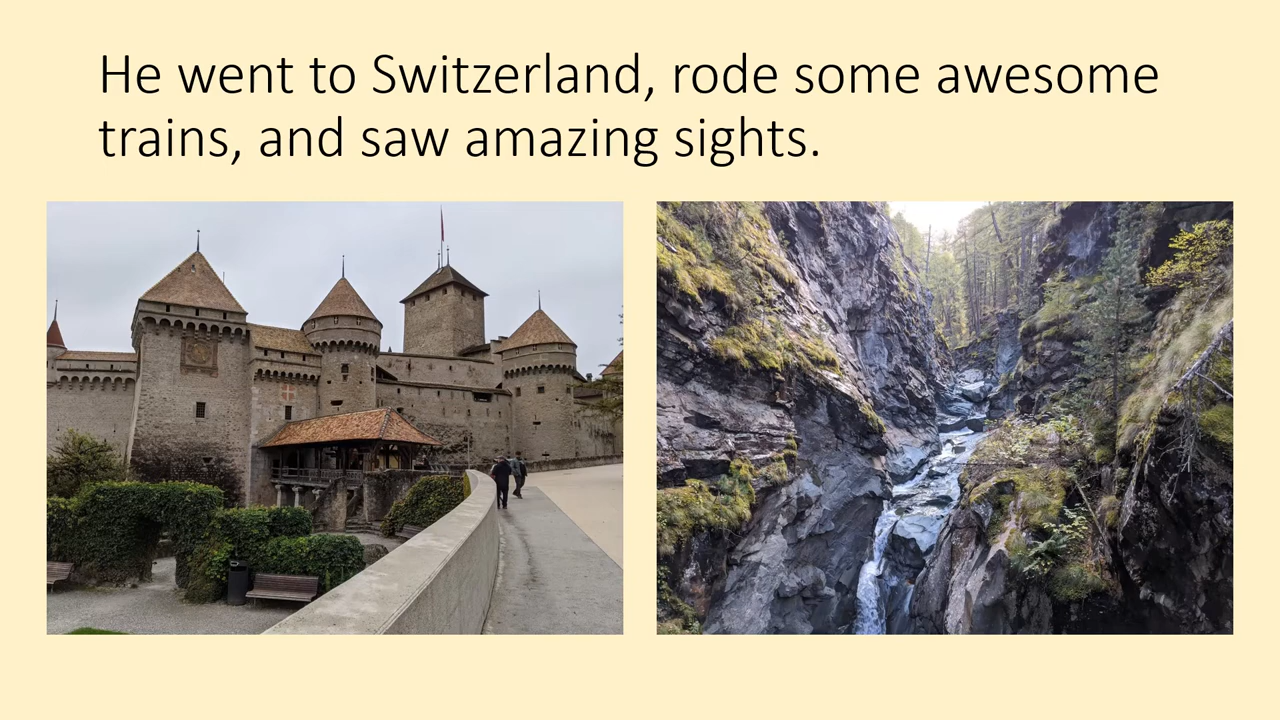 He went to Switzerland, rode some awesome
trains, and saw amazing sights.